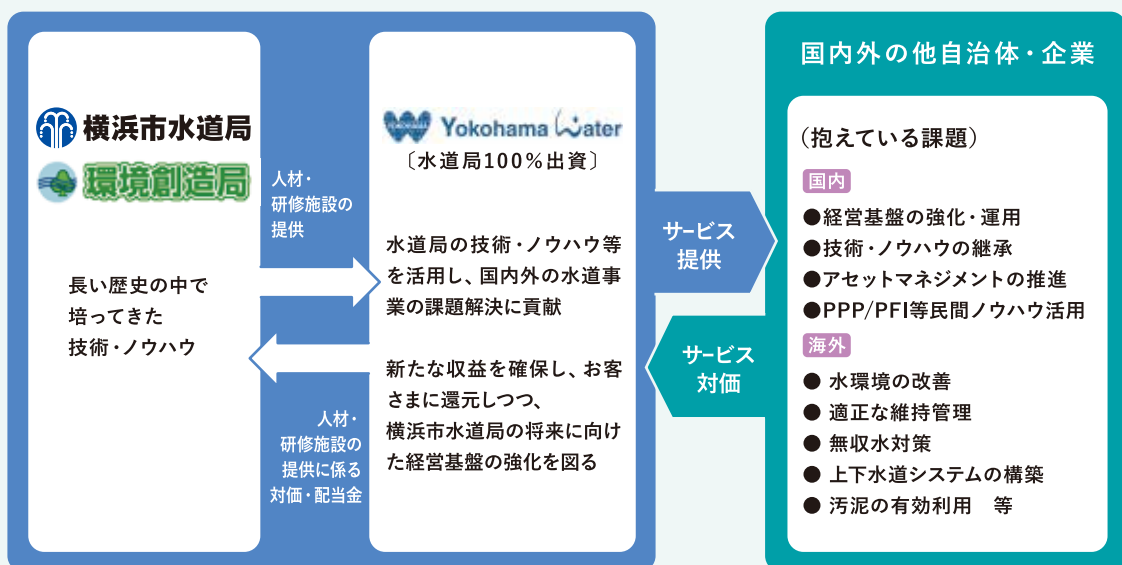 横浜市水道局
環境創造局
長い歴史の中で
培ってきた
技術・ノウハウ
人材・
研修施設の
提供
人材・
研修施設の
提供に係る
対価・配当金
YOKOHAMA
Yokohama Water
〔水道局100%出資〕
水道局の技術・ノウハウ等
を活用し、国内外の水道事
業の課題解決に貢献
新たな収益を確保し、お客
さまに還元しつつ、
横浜市水道局の将来に向け
た経営基盤の強化を図る
サービス
提供
サービス
対価
国内外の他自治体・企業
(抱えている課題)
国内
●経営基盤の強化・運用
●技術・ノウハウの継承
●アセットマネジメントの推進
●PPP/PFI等民間ノウハウ活用
海外
● 水環境の改善
● 適正な維持管理
● 無収水対策
● 上下水道システムの構築
● 汚泥の有効利用　等